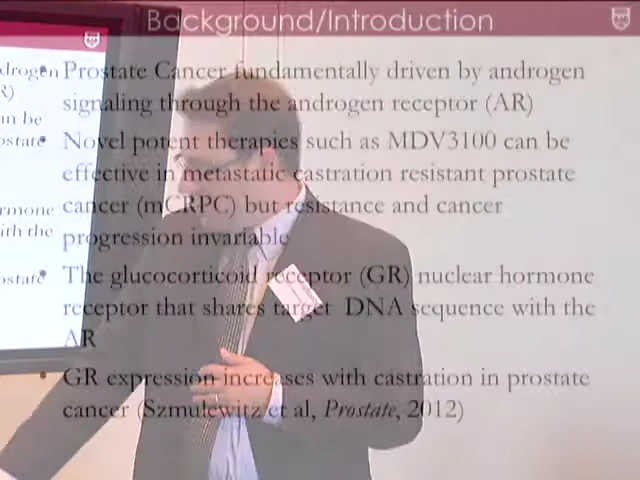 Background/Introduction
Prostate Cancer fundamentally driven by androgen
signaling through the androgen receptor (AR)
Novel potent therapies such as MDV3100 can be
effective in metastatic castration resistant prostate
cancer (mCRPC) but resistance and cancer
progression invariable
The glucocorticoid receptor (GR) nuclear hormone
receptor that shares target DNA sequence with the
AR
GR expression increases with castration in prostate
cancer (Szmulewitz et al, Prostate, 2012)